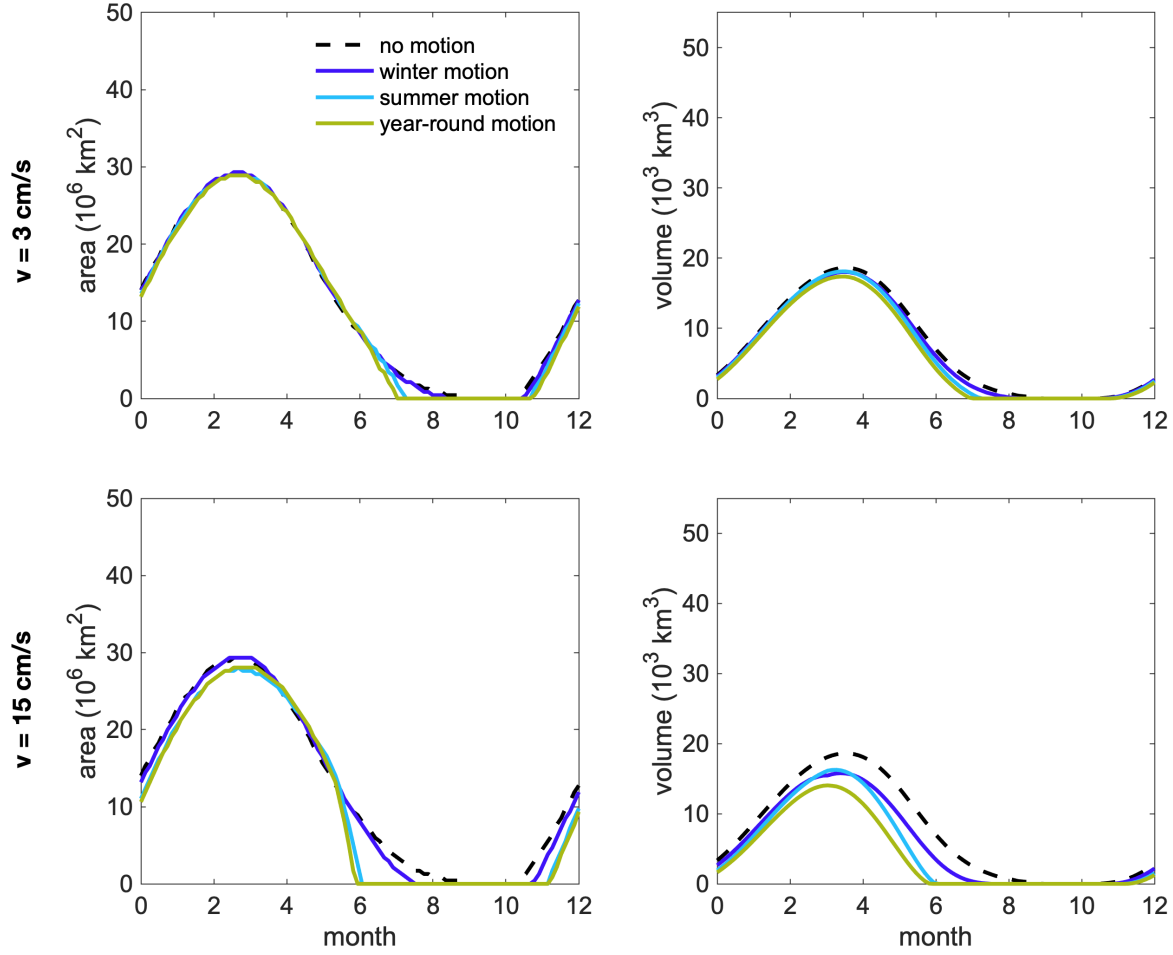 50
40
30
20
10
0
area (10⁶ km²)
v = 3 cm/s
no motion
winter motion
summer motion
year-round motion
0 2 4 6 8 10 12
50
40
30
20
10
0
volume (10³ km³)
0 2 4 6 8 10 12
50
40
30
20
10
0
area (10⁶ km²)
v = 15 cm/s
0 2 4 6 8 10 12
month
50
40
30
20
10
0
volume (10³ km³)
0 2 4 6 8 10 12
month